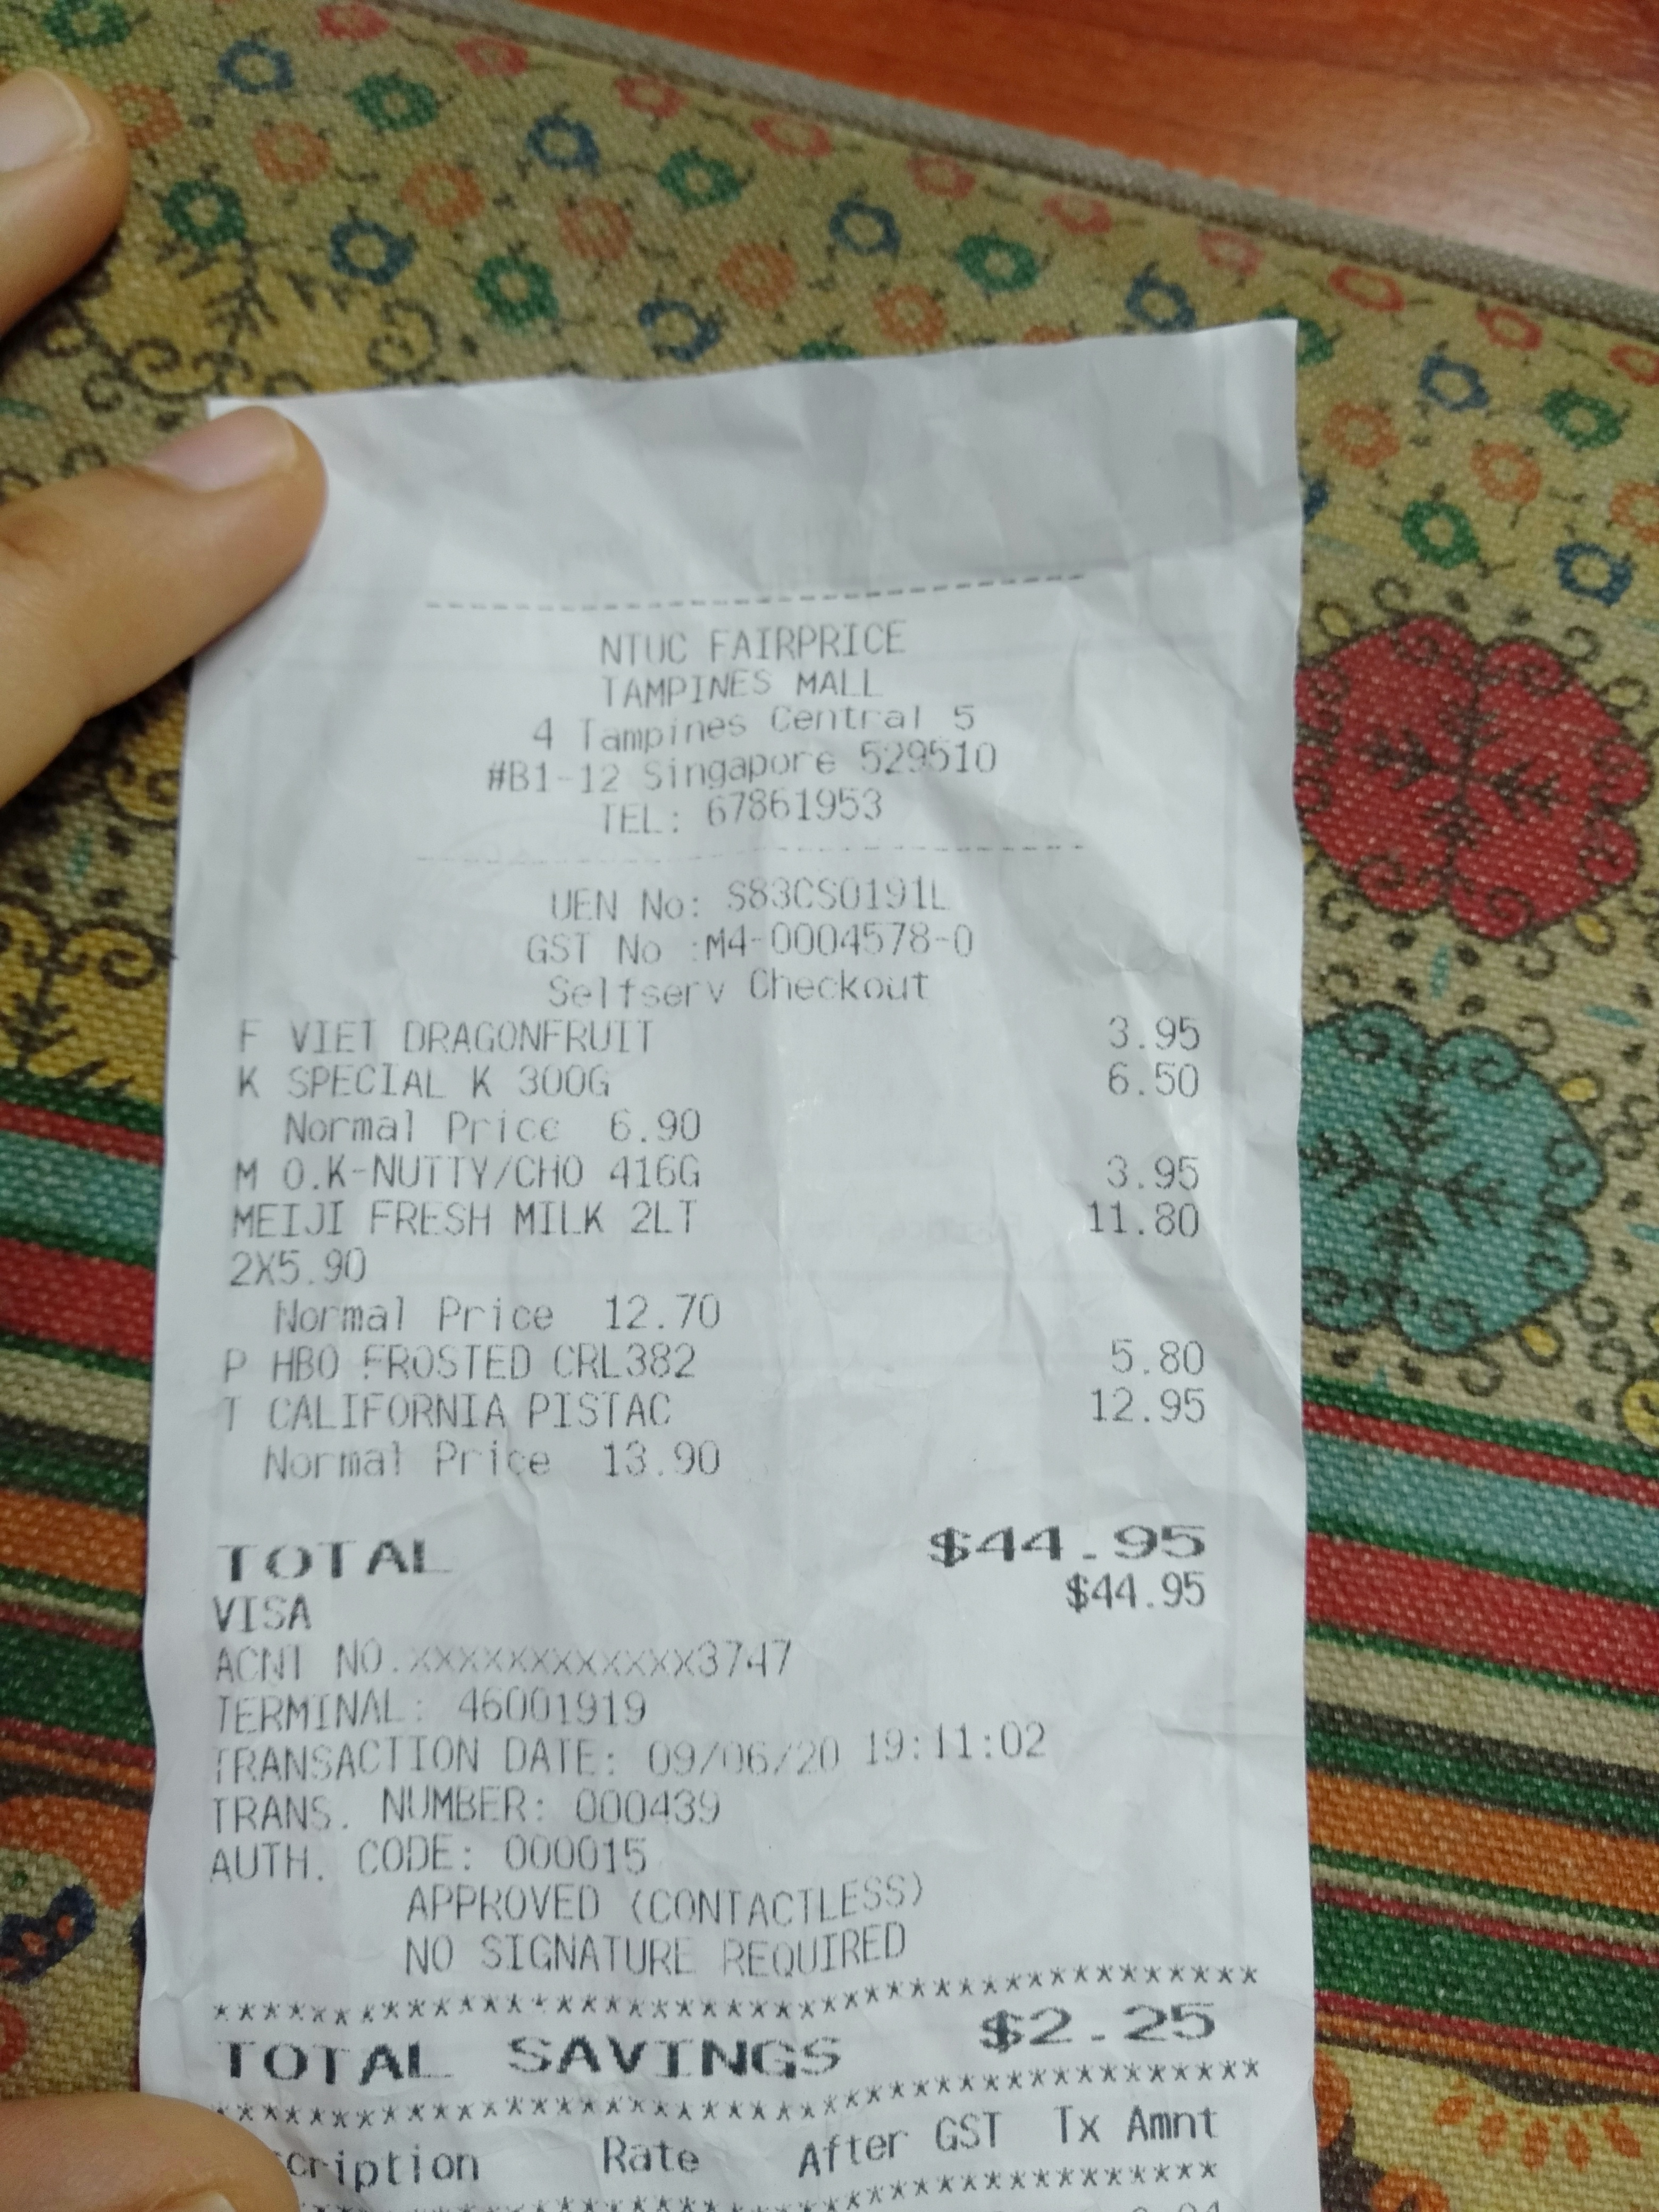 NTUC FAIRPRICE
TAMPINES MALL
4 Tampines Central 5
#B1-12 Singapore 529510
TEL: 67861953
UEN No: S83CS0191L
GST No :M4-0004578-0
Selfserv Checkout
F VIET DRAGONFRUIT 3.95
K SPECIAL K 300G 6.50
Normal Price 6.90
M O.K-NUTTY/CHO 416G 3.95
MEIJI FRESH MILK 2LT 11.80
2X5.90
Normal Price 12.70
P HBO FROSTED CRL382 5.80
T CALIFORNIA PISTAC 12.95
Normal Price 13.90
TOTAL $44.95
VISA $44.95
ACNT NO.XXXXXXXXXXXX3747
TERMINAL: 46001919
TRANSACTION DATE: 09/06/20 19:11:02
TRANS. NUMBER: 000439
AUTH. CODE: 000015
APPROVED (CONTACTLESS)
NO SIGNATURE REQUIRED
TOTAL SAVINGS $2.25
Rate After GST Tx Amnt